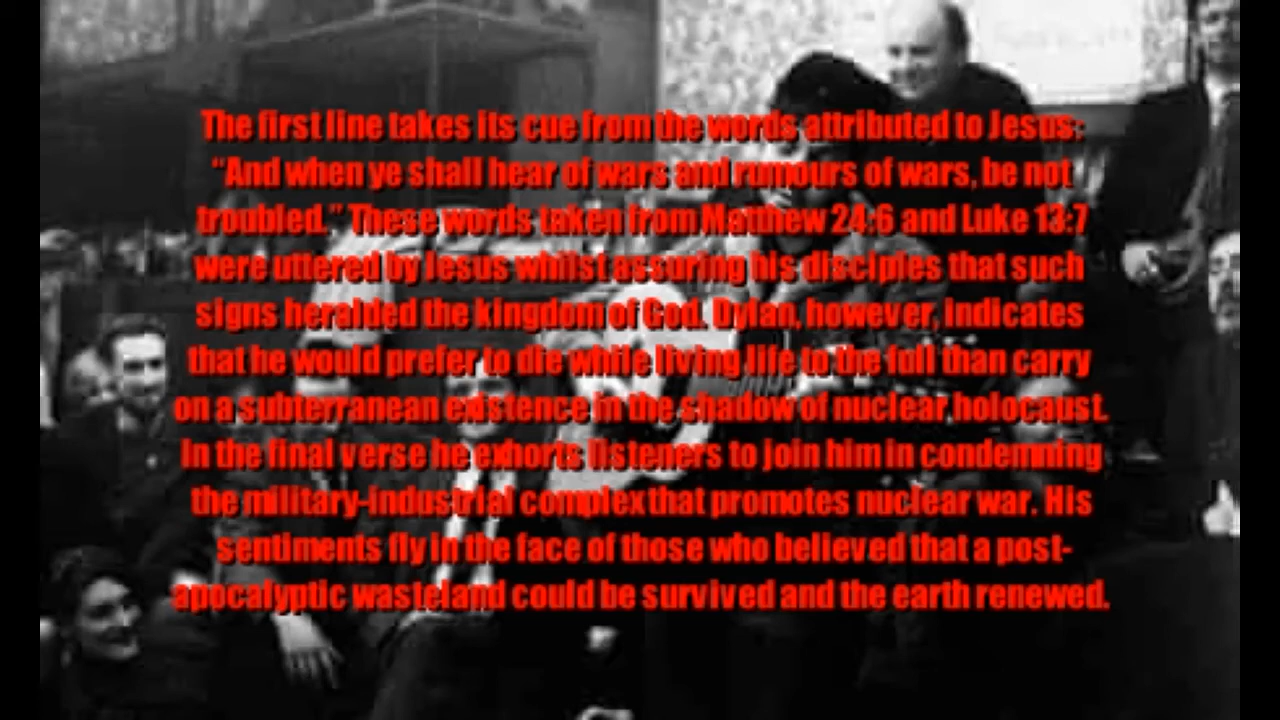 The first line takes its cue from the words attributed to Jesus:
“And when ye shall hear of wars and rumours of wars, be not
troubled.” These words taken from Matthew 24:6 and Luke 13:7
were uttered by Jesus whilst assuring his disciples that such
signs heralded the kingdom of God. Dylan, however, indicates
that he would prefer to die while living life to the full than carry
on a subterranean existence in the shadow of nuclear holocaust.
In the final verse he exhorts listeners to join him in condemning
the military-industrial complex that promotes nuclear war. His
sentiments fly in the face of those who believed that a post-
apocalyptic wasteland could be survived and the earth renewed.